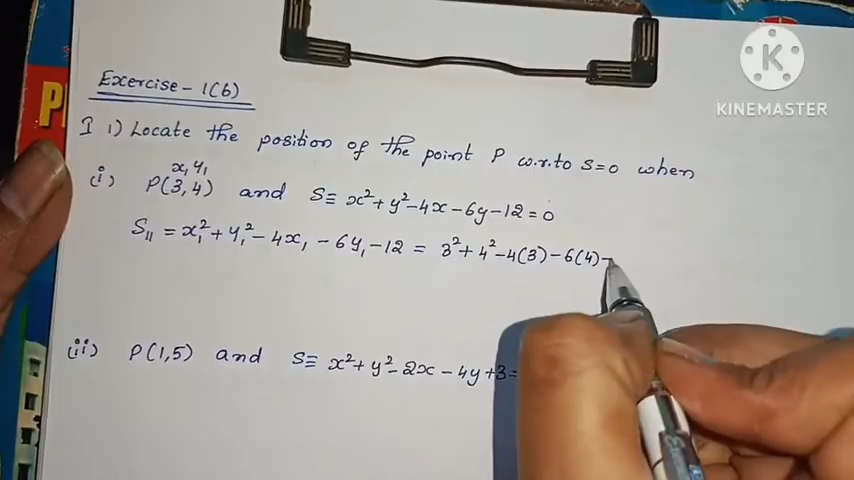 K
KINEMASTER
Exercise - 1(b)
I 1) Locate the position of the point P w.r.to S=0 when
x₁ y₁
(i) P(3,4) and S≡ x²+y²-4x-6y-12=0
S₁₁ = x₁²+y₁²-4x₁-6y₁-12 = 3²+4²-4(3)-6(4)-
(ii) P(1,5) and S≡ x²+y²-2x-4y+3=